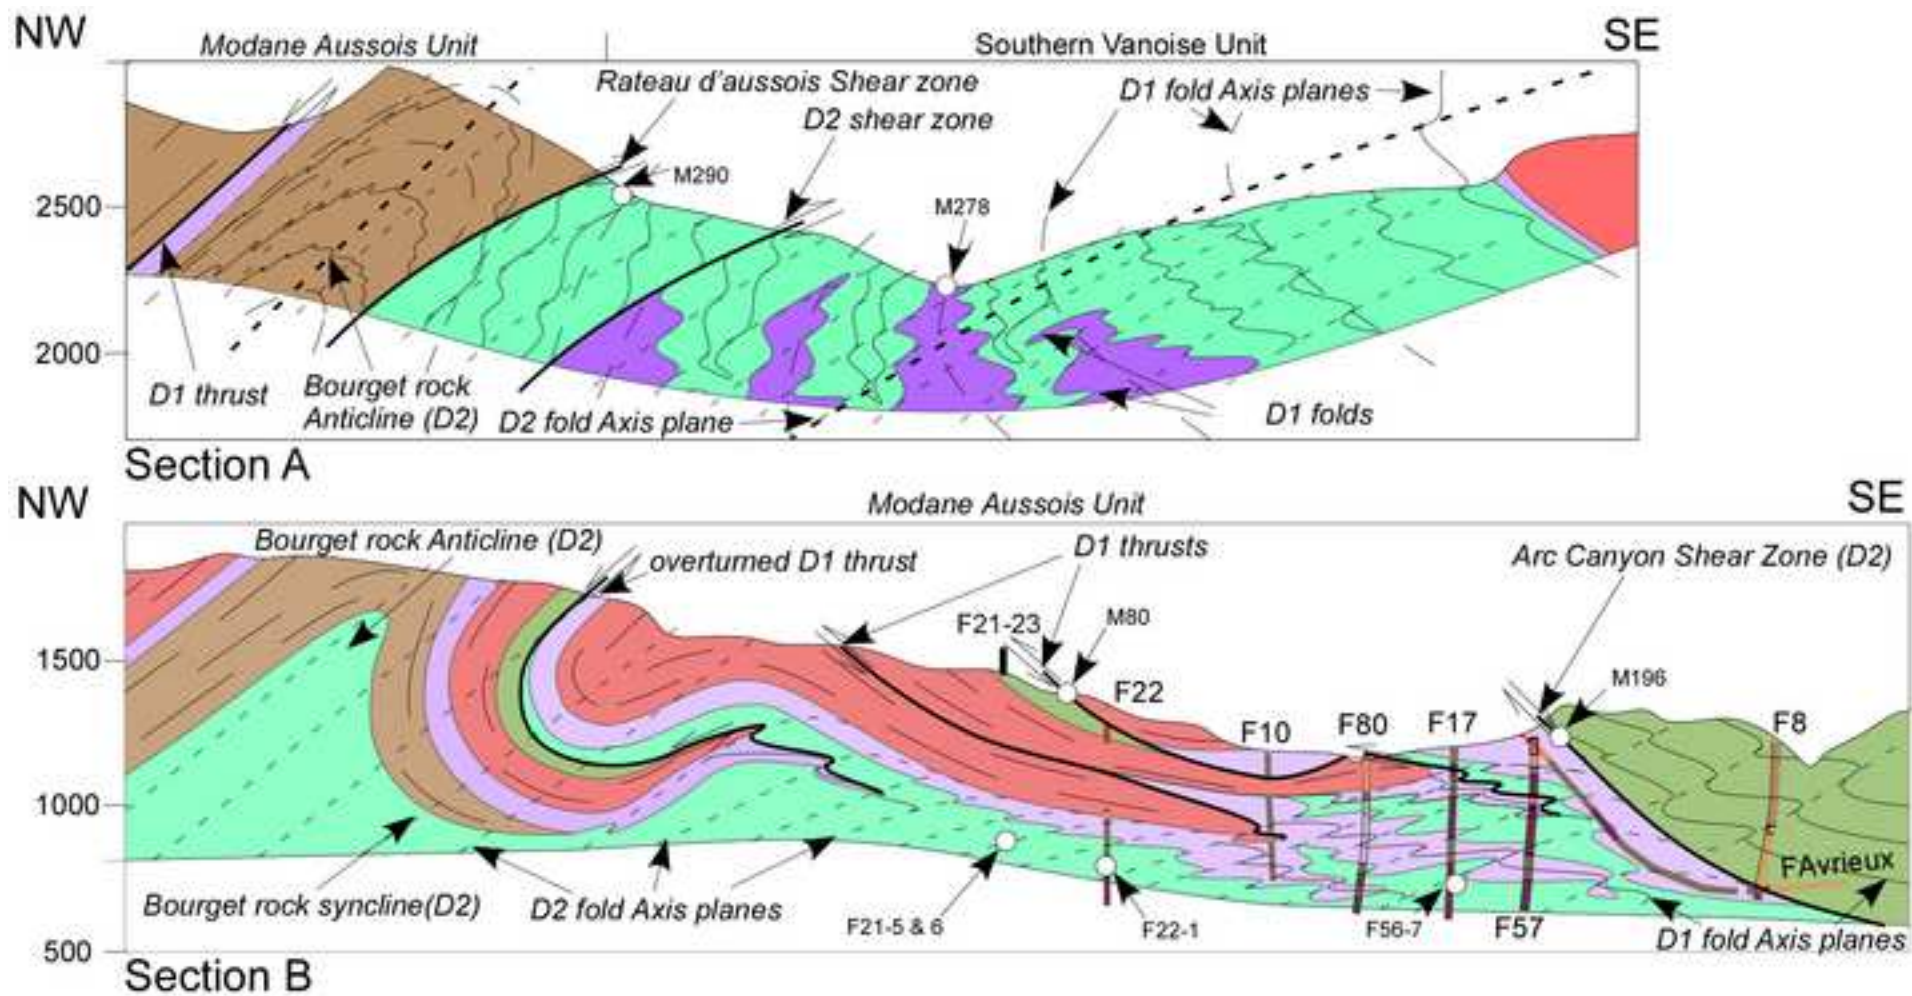 NW
SE
Modane Aussois Unit
Southern Vanoise Unit
Rateau d'aussois Shear zone
D1 fold Axis planes
D2 shear zone
M290
M278
2500
2000
D1 thrust
Bourget rock
Anticline (D2)
D2 fold Axis plane
D1 folds
Section A
NW
SE
Modane Aussois Unit
Bourget rock Anticline (D2)
overturned D1 thrust
D1 thrusts
Arc Canyon Shear Zone (D2)
F21-23
M80
M196
F22
F10
F80
F17
F8
1500
1000
500
FAvrieux
Bourget rock syncline(D2)
D2 fold Axis planes
F21-5 & 6
F22-1
F56-7
F57
D1 fold Axis planes
Section B